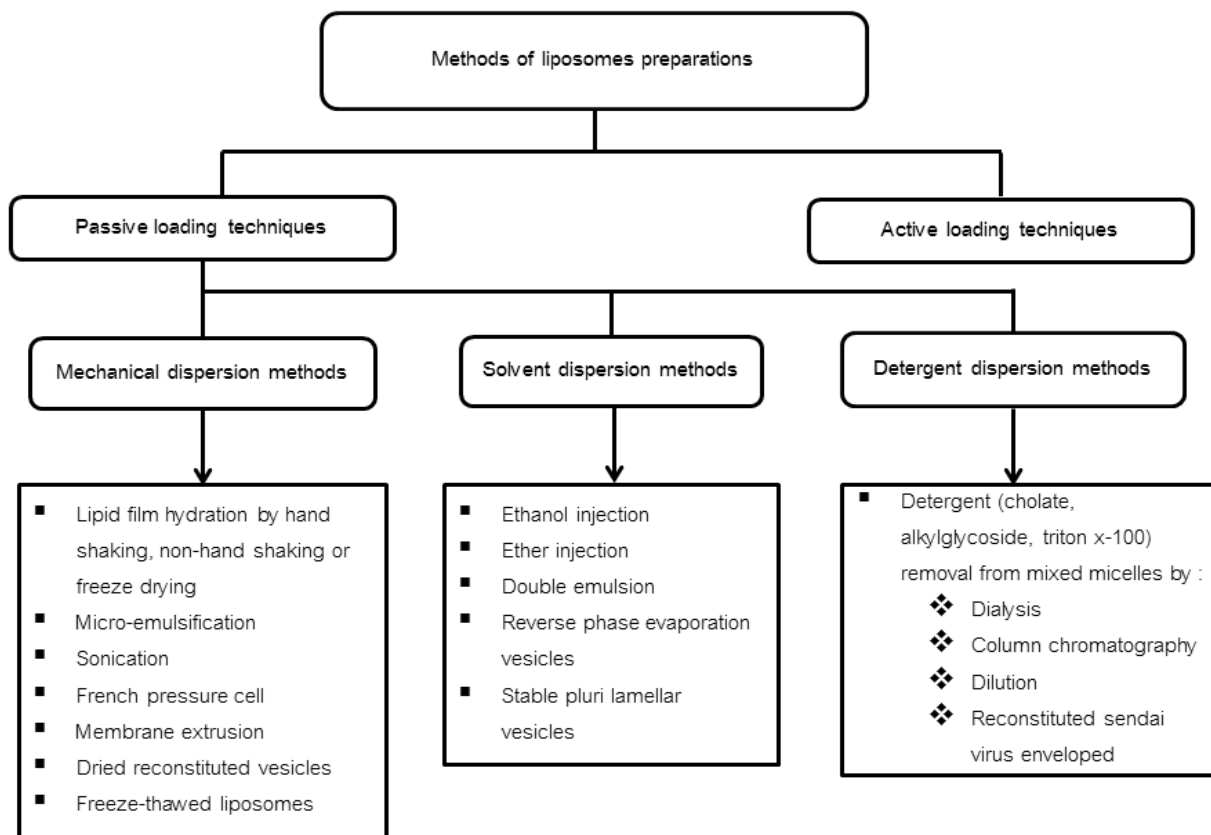 Methods of liposomes preparations
Passive loading techniques
Active loading techniques
Mechanical dispersion methods
Solvent dispersion methods
Detergent dispersion methods
▪ Lipid film hydration by hand
shaking, non-hand shaking or
freeze drying
▪ Micro-emulsification
▪ Sonication
▪ French pressure cell
▪ Membrane extrusion
▪ Dried reconstituted vesicles
▪ Freeze-thawed liposomes
▪ Ethanol injection
▪ Ether injection
▪ Double emulsion
▪ Reverse phase evaporation
vesicles
▪ Stable pluri lamellar
vesicles
▪ Detergent (cholate,
alkylglycoside, triton x-100)
removal from mixed micelles by :
❖ Dialysis
❖ Column chromatography
❖ Dilution
❖ Reconstituted sendai
virus enveloped